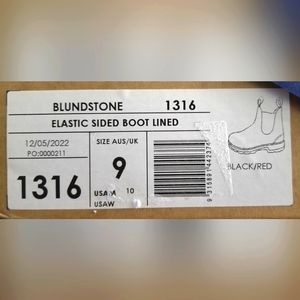 BLUNDSTONE 1316
ELASTIC SIDED BOOT LINED
12/05/2022
PO:0000211
1316
SIZE AUS/UK
9
USAM 10
USAW
BLACK/RED